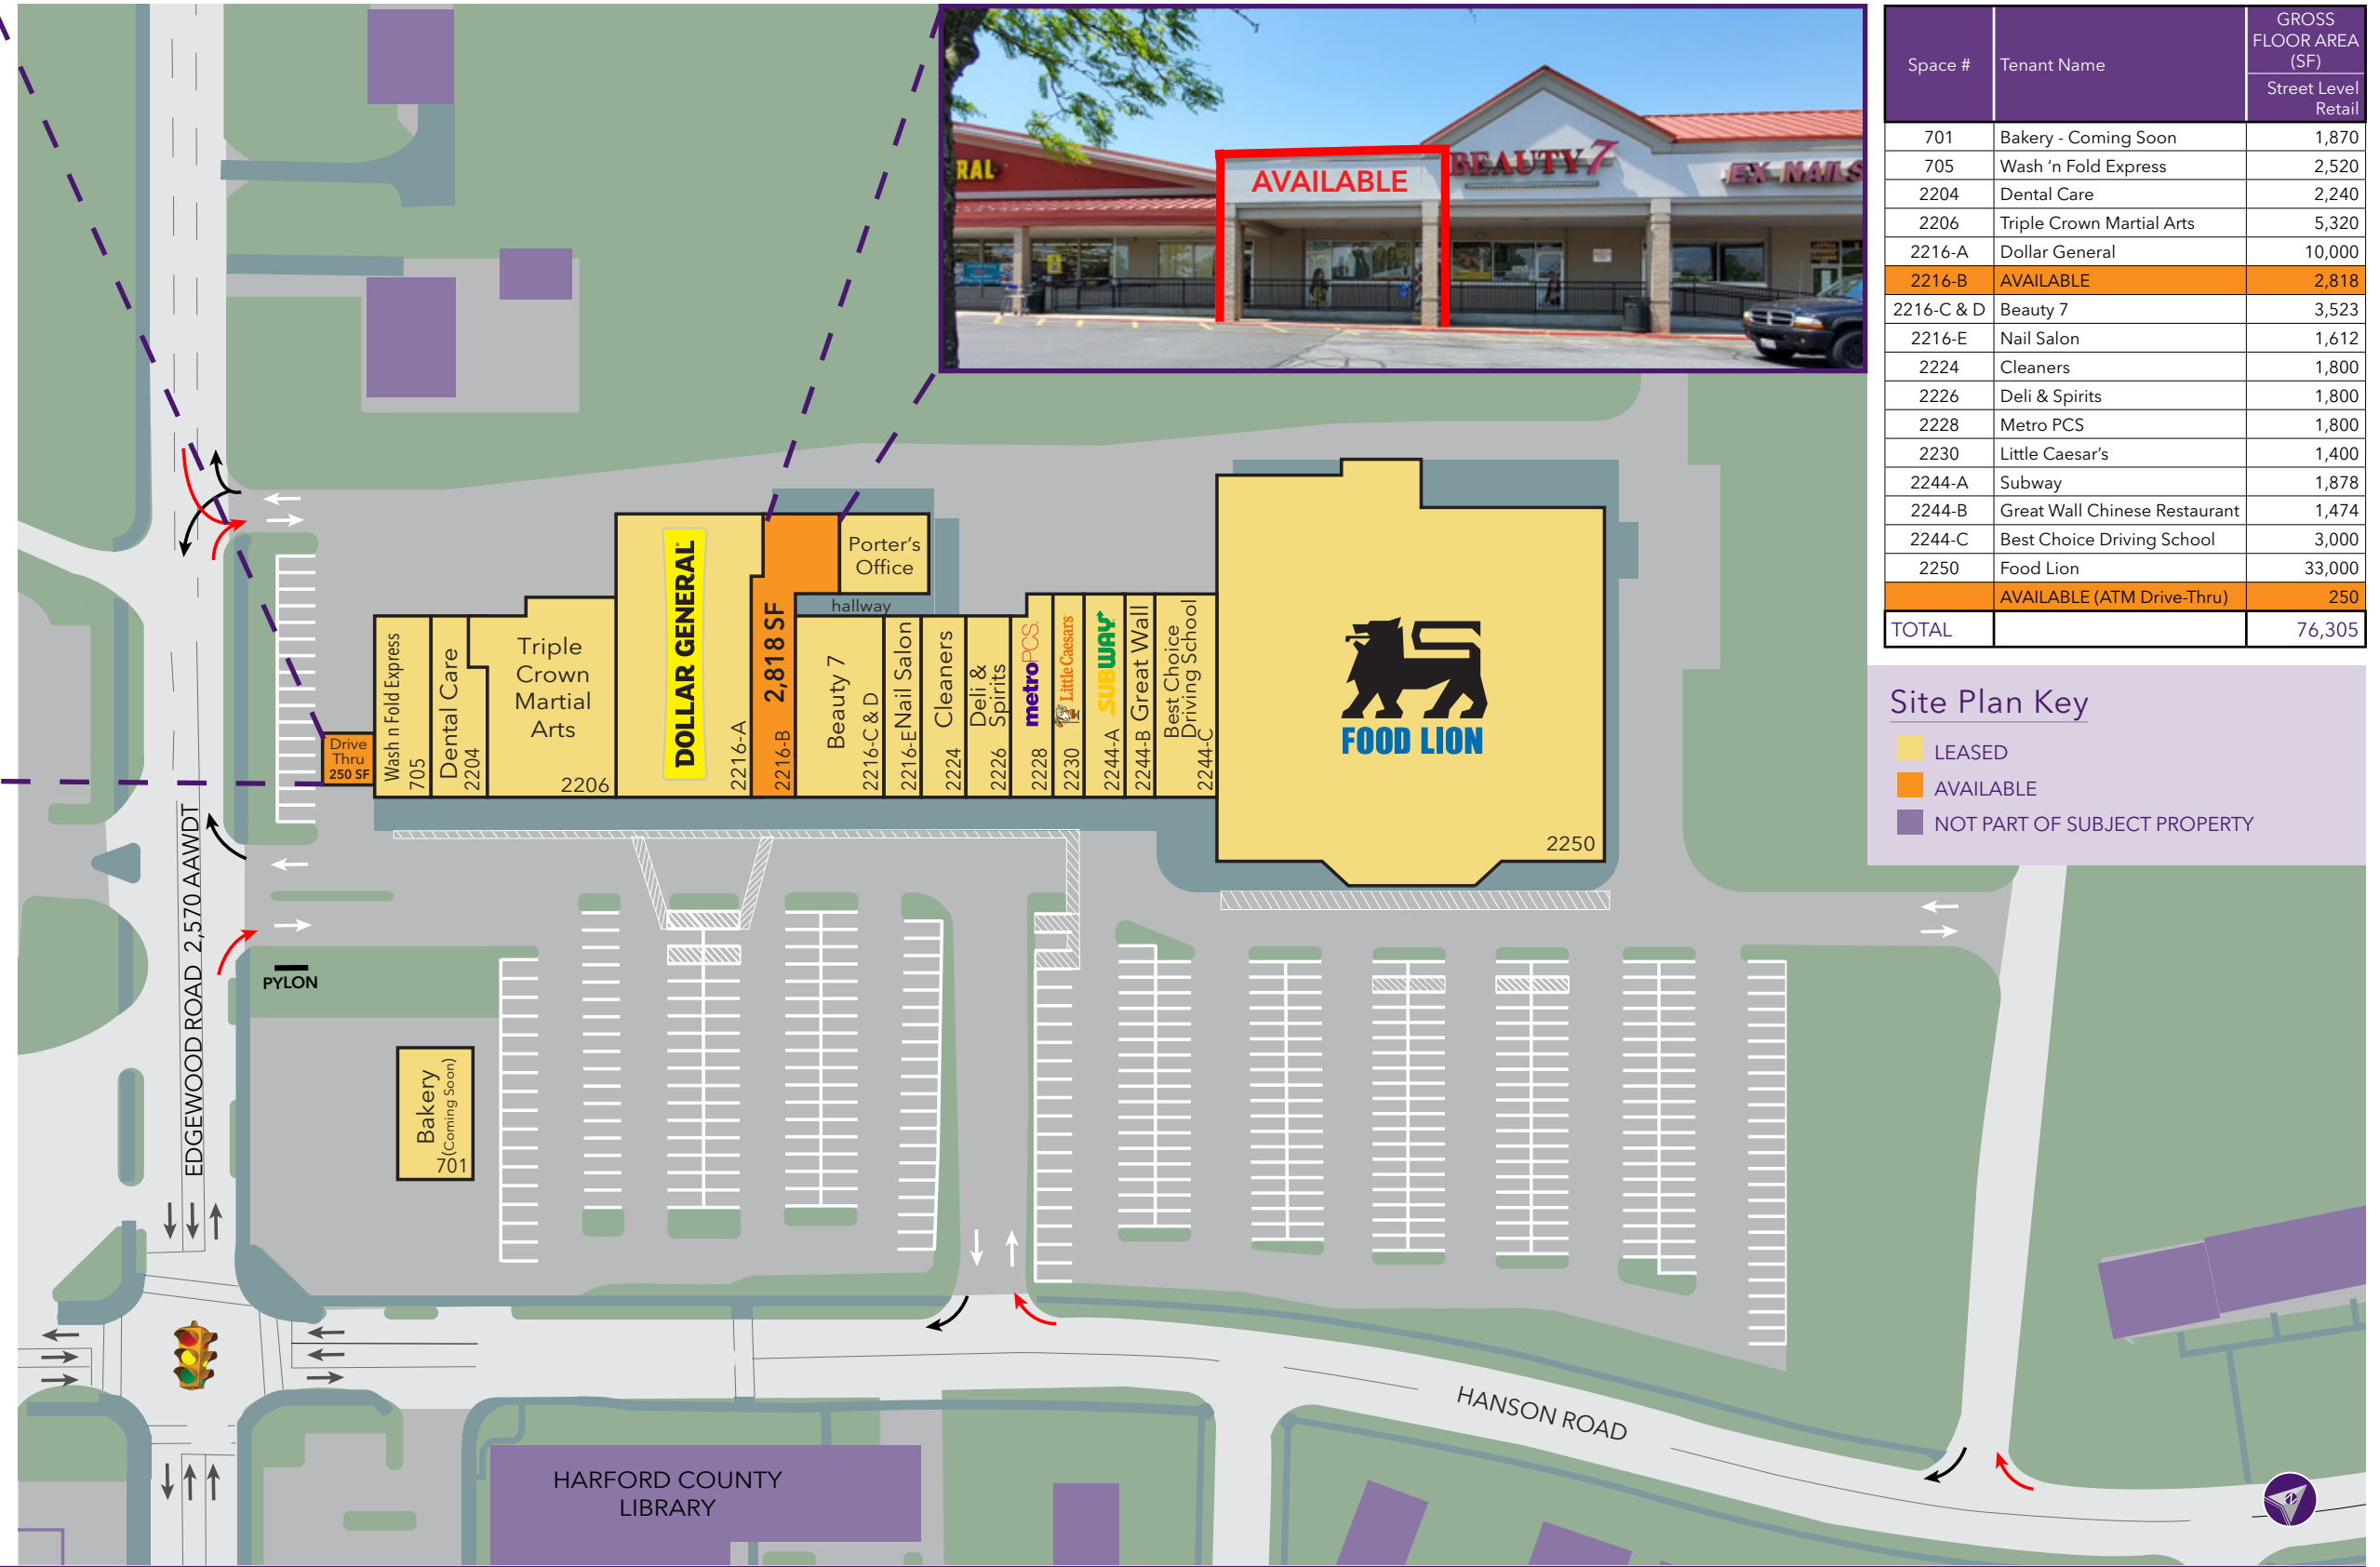 RAL
AVAILABLE
BEAUTY 7
EX NAILS
Space #
Tenant Name
GROSS
FLOOR AREA
(SF)
Street Level
Retail
701 Bakery - Coming Soon 1,870
705 Wash ‘n Fold Express 2,520
2204 Dental Care 2,240
2206 Triple Crown Martial Arts 5,320
2216-A Dollar General 10,000
2216-B AVAILABLE 2,818
2216-C & D Beauty 7 3,523
2216-E Nail Salon 1,612
2224 Cleaners 1,800
2226 Deli & Spirits 1,800
2228 Metro PCS 1,800
2230 Little Caesar’s 1,400
2244-A Subway 1,878
2244-B Great Wall Chinese Restaurant 1,474
2244-C Best Choice Driving School 3,000
2250 Food Lion 33,000
AVAILABLE (ATM Drive-Thru) 250
TOTAL 76,305
Site Plan Key
LEASED
AVAILABLE
NOT PART OF SUBJECT PROPERTY
Drive
Thru
250 SF
Wash n Fold Express
705
Dental Care
2204
Triple
Crown
Martial
Arts
2206
DOLLAR GENERAL
2216-A
2,818 SF
2216-B
Porter’s
Office
hallway
Beauty 7
2216-C & D
Nail Salon
2216-E
Cleaners
2224
Deli &
Spirits
2226
metroPCS.
2228
Little Caesars
2230
SUBWAY
2244-A
Great Wall
2244-B
Best Choice
Driving School
2244-C
FOOD LION
2250
EDGEWOOD ROAD 2,570 AAWDT
PYLON
Bakery
(Coming Soon)
701
HANSON ROAD
HARFORD COUNTY
LIBRARY